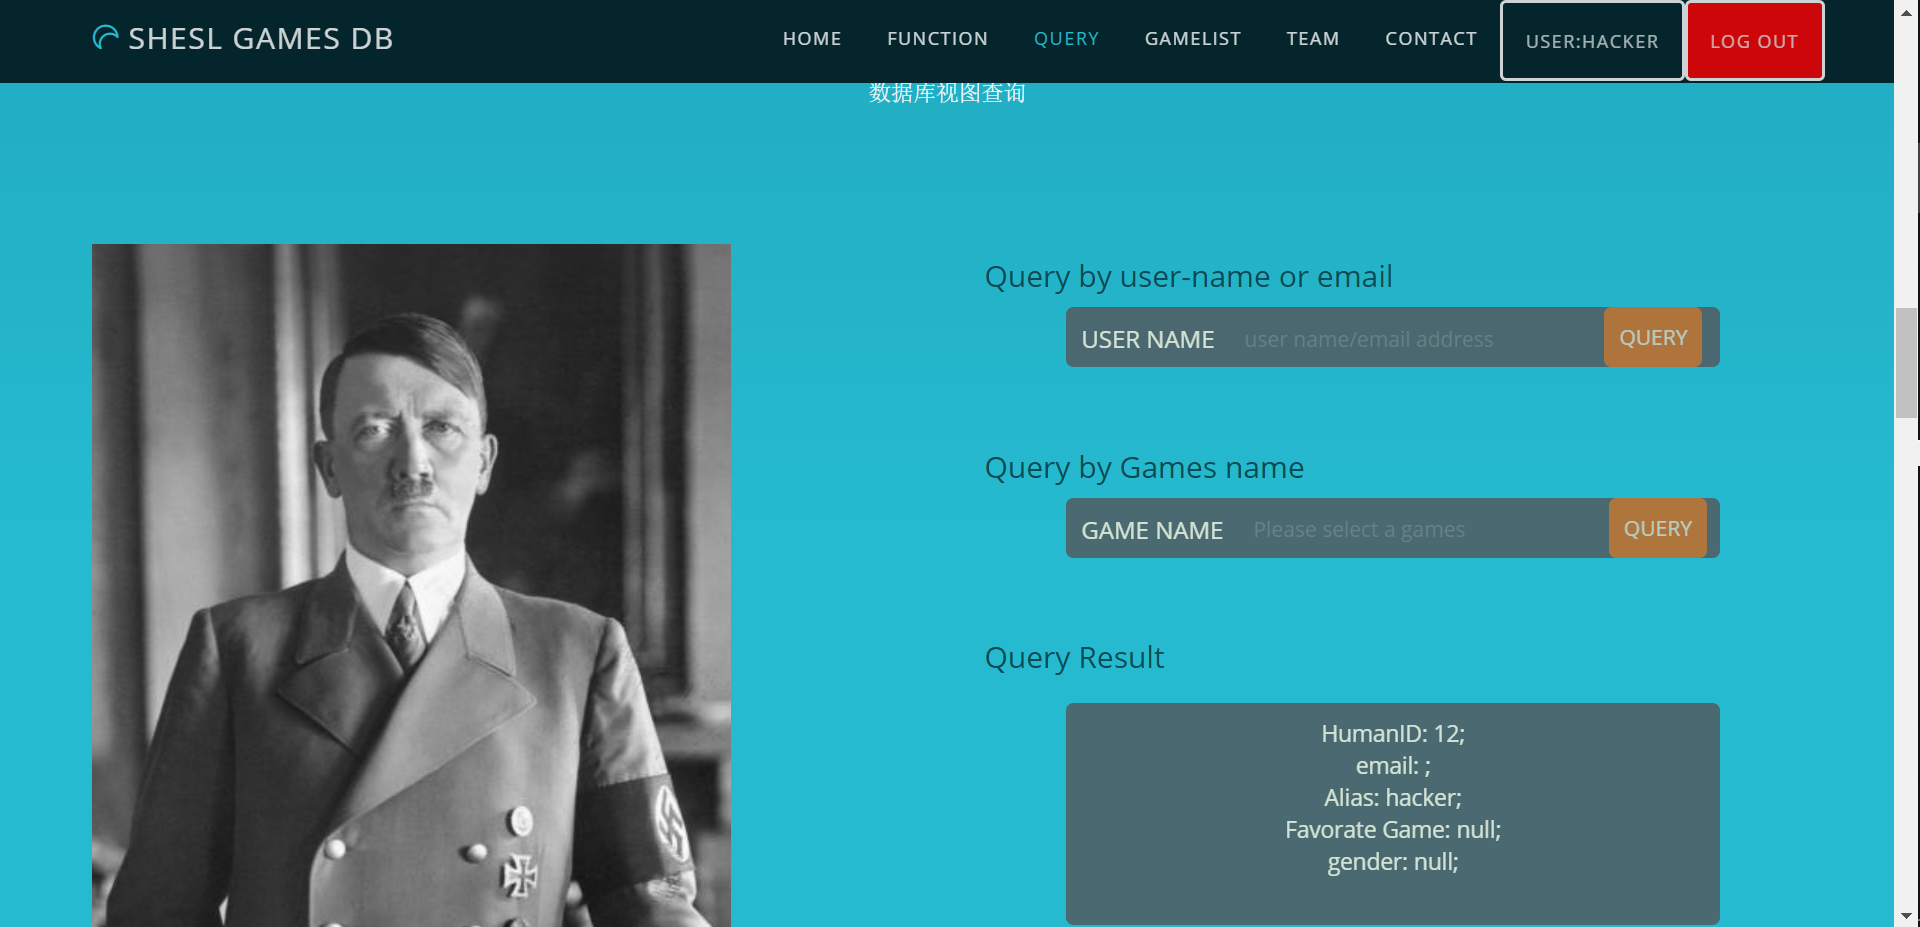 SHESL GAMES DB
HOME FUNCTION QUERY GAMELIST TEAM CONTACT USER:HACKER LOG OUT
数据库视图查询
Query by user-name or email
USER NAME user name/email address QUERY
Query by Games name
GAME NAME Please select a games QUERY
Query Result
HumanID: 12;
email: ;
Alias: hacker;
Favorate Game: null;
gender: null;